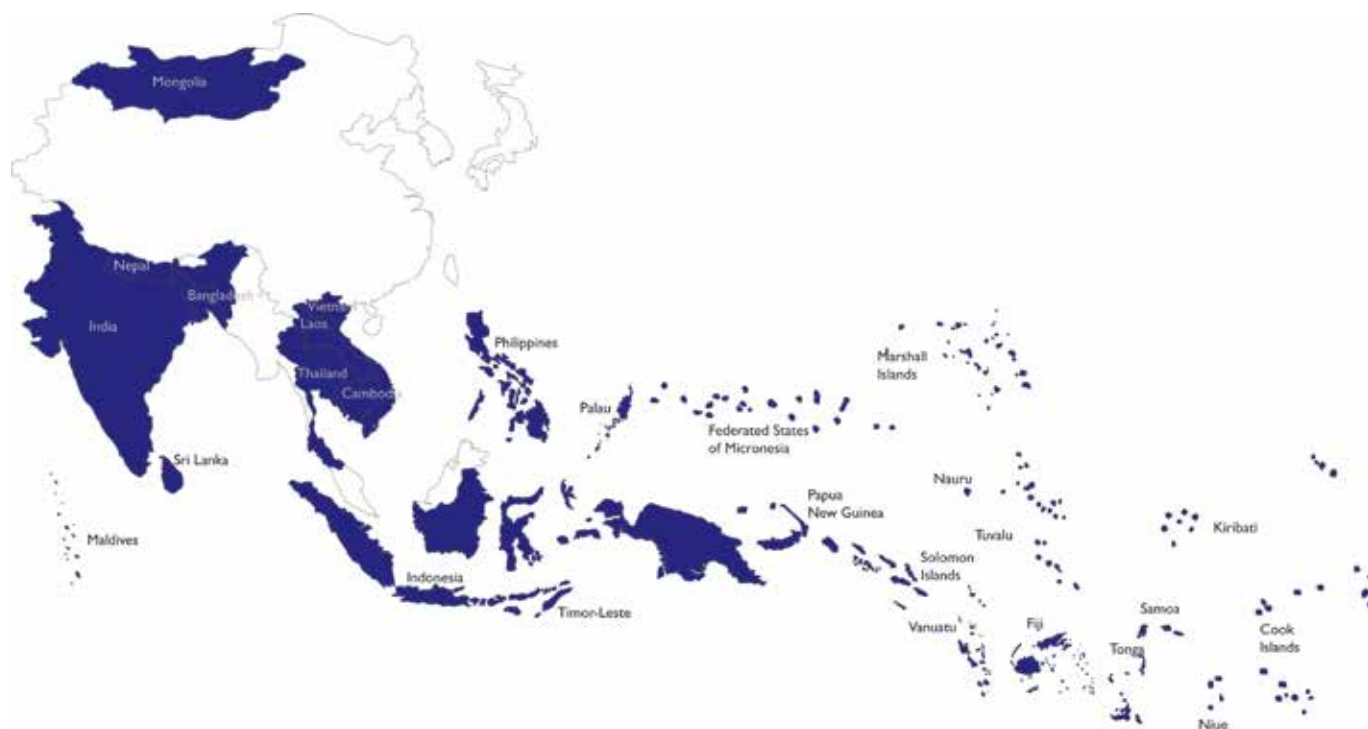 Mongolia
Nepal
Bangladesh
India
Vietnam
Laos
Thailand
Cambodia
Philippines
Sri Lanka
Maldives
Indonesia
Timor-Leste
Palau
Federated States
of Micronesia
Marshall
Islands
Nauru
Papua
New Guinea
Kiribati
Tuvalu
Solomon
Islands
Vanuatu
Fiji
Samoa
Tonga
Cook
Islands
Niue